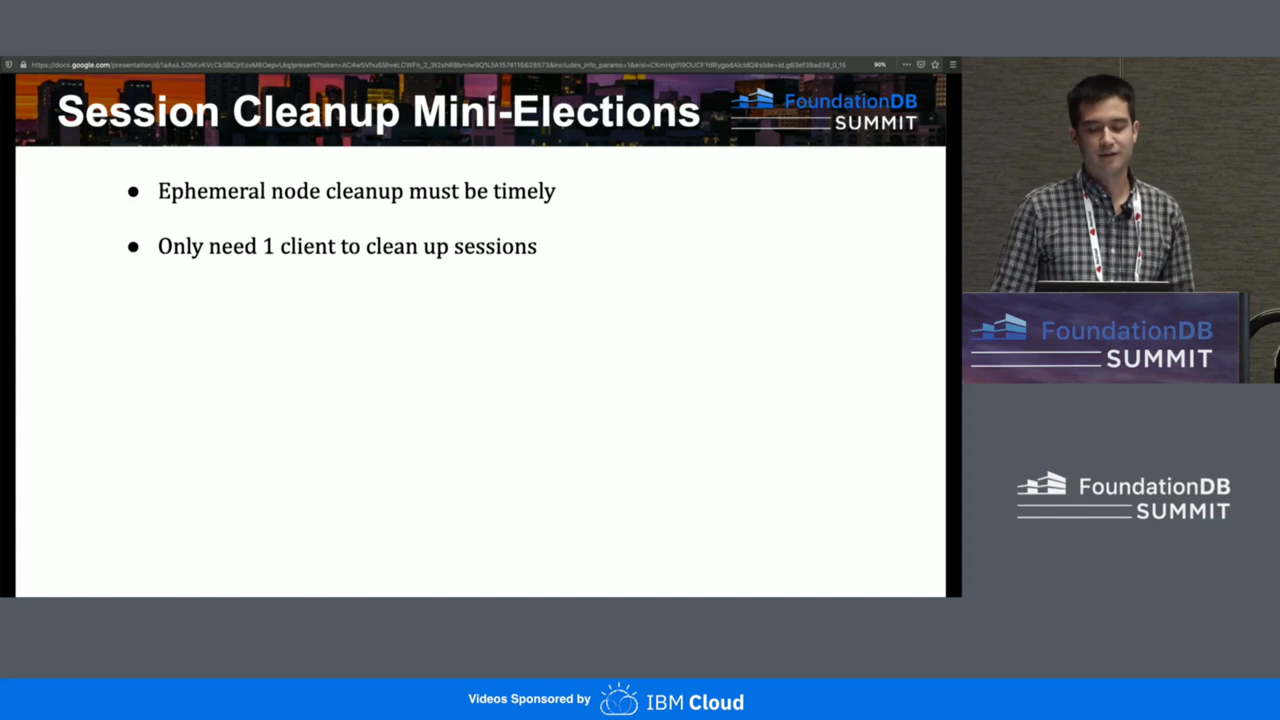 Session Cleanup Mini-Elections
FoundationDB
SUMMIT
● Ephemeral node cleanup must be timely
● Only need 1 client to clean up sessions
90%
FoundationDB
SUMMIT
FoundationDB
SUMMIT
Videos Sponsored by
IBM Cloud